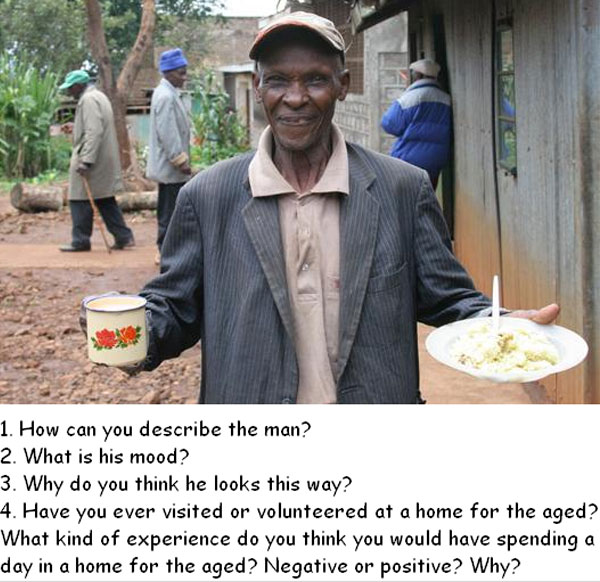 1. How can you describe the man?
2. What is his mood?
3. Why do you think he looks this way?
4. Have you ever visited or volunteered at a home for the aged?
What kind of experience do you think you would have spending a
day in a home for the aged? Negative or positive? Why?